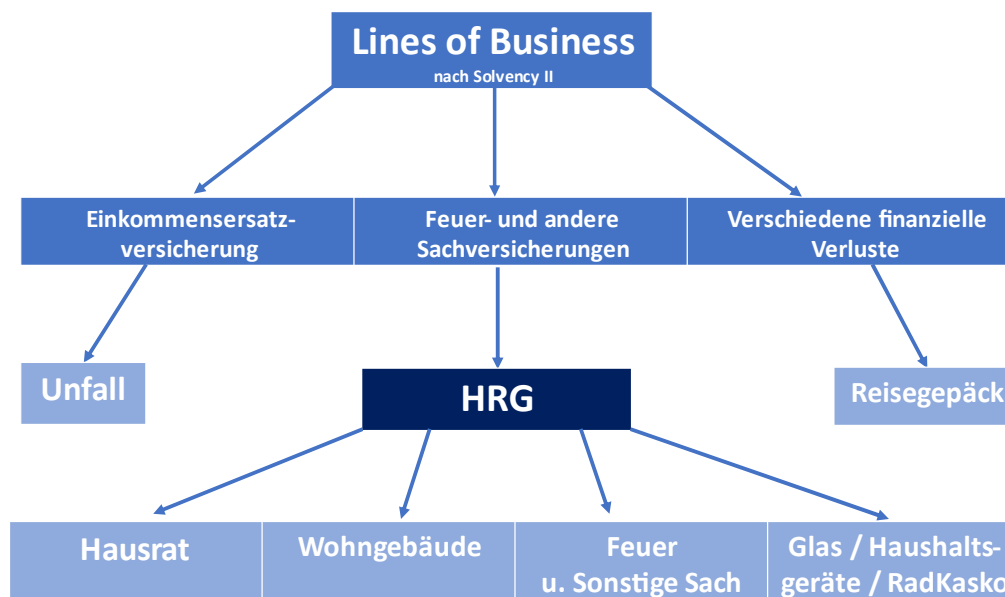 Lines of Business
nach Solvency II
Einkommensersatz-
versicherung
Feuer- und andere
Sachversicherungen
Verschiedene finanzielle
Verluste
Unfall
HRG
Reisegepäck
Hausrat
Wohngebäude
Feuer
u. Sonstige Sach
Glas / Haushalts-
geräte / RadKasko